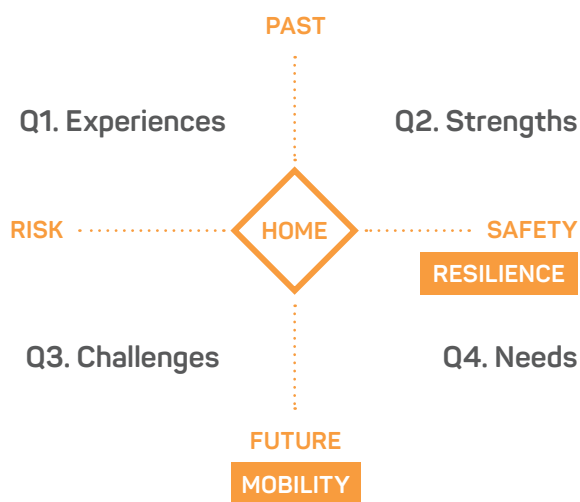 PAST
Q1. Experiences
Q2. Strengths
RISK
HOME
SAFETY
RESILIENCE
Q3. Challenges
Q4. Needs
FUTURE
MOBILITY